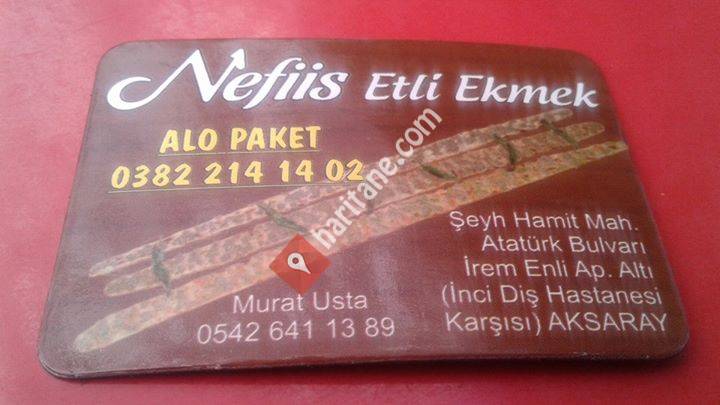 Nefiis Etli Ekmek
ALO PAKET
0382 214 14 02
haritane.com
Murat Usta
0542 641 13 89
Şeyh Hamit Mah.
Atatürk Bulvarı
İrem Enli Ap. Altı
(İnci Diş Hastanesi
Karşısı) AKSARAY